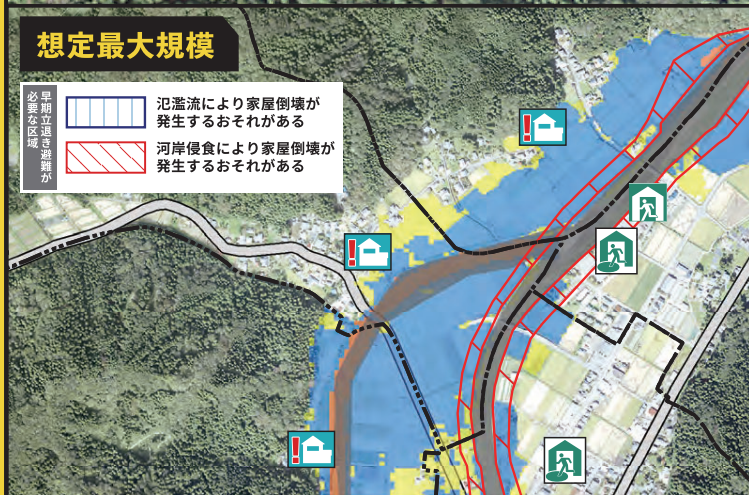 想定最大規模
早期立退き避難が
必要な区域
氾濫流により家屋倒壊が
発生するおそれがある
河岸侵食により家屋倒壊が
発生するおそれがある